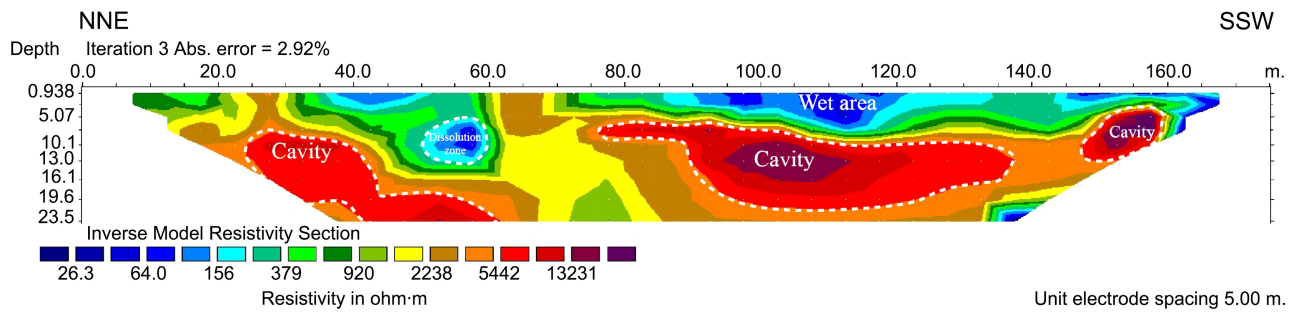 NNE SSW
Depth Iteration 3 Abs. error = 2.92%
0.0 20.0 40.0 60.0 80.0 100.0 120.0 140.0 160.0 m.
0.938
5.07
10.1
13.0
16.1
19.6
23.5
Wet area
Cavity
Dissolution
zone
Cavity
Cavity
Inverse Model Resistivity Section
26.3 64.0 156 379 920 2238 5442 13231
Resistivity in ohm·m
Unit electrode spacing 5.00 m.